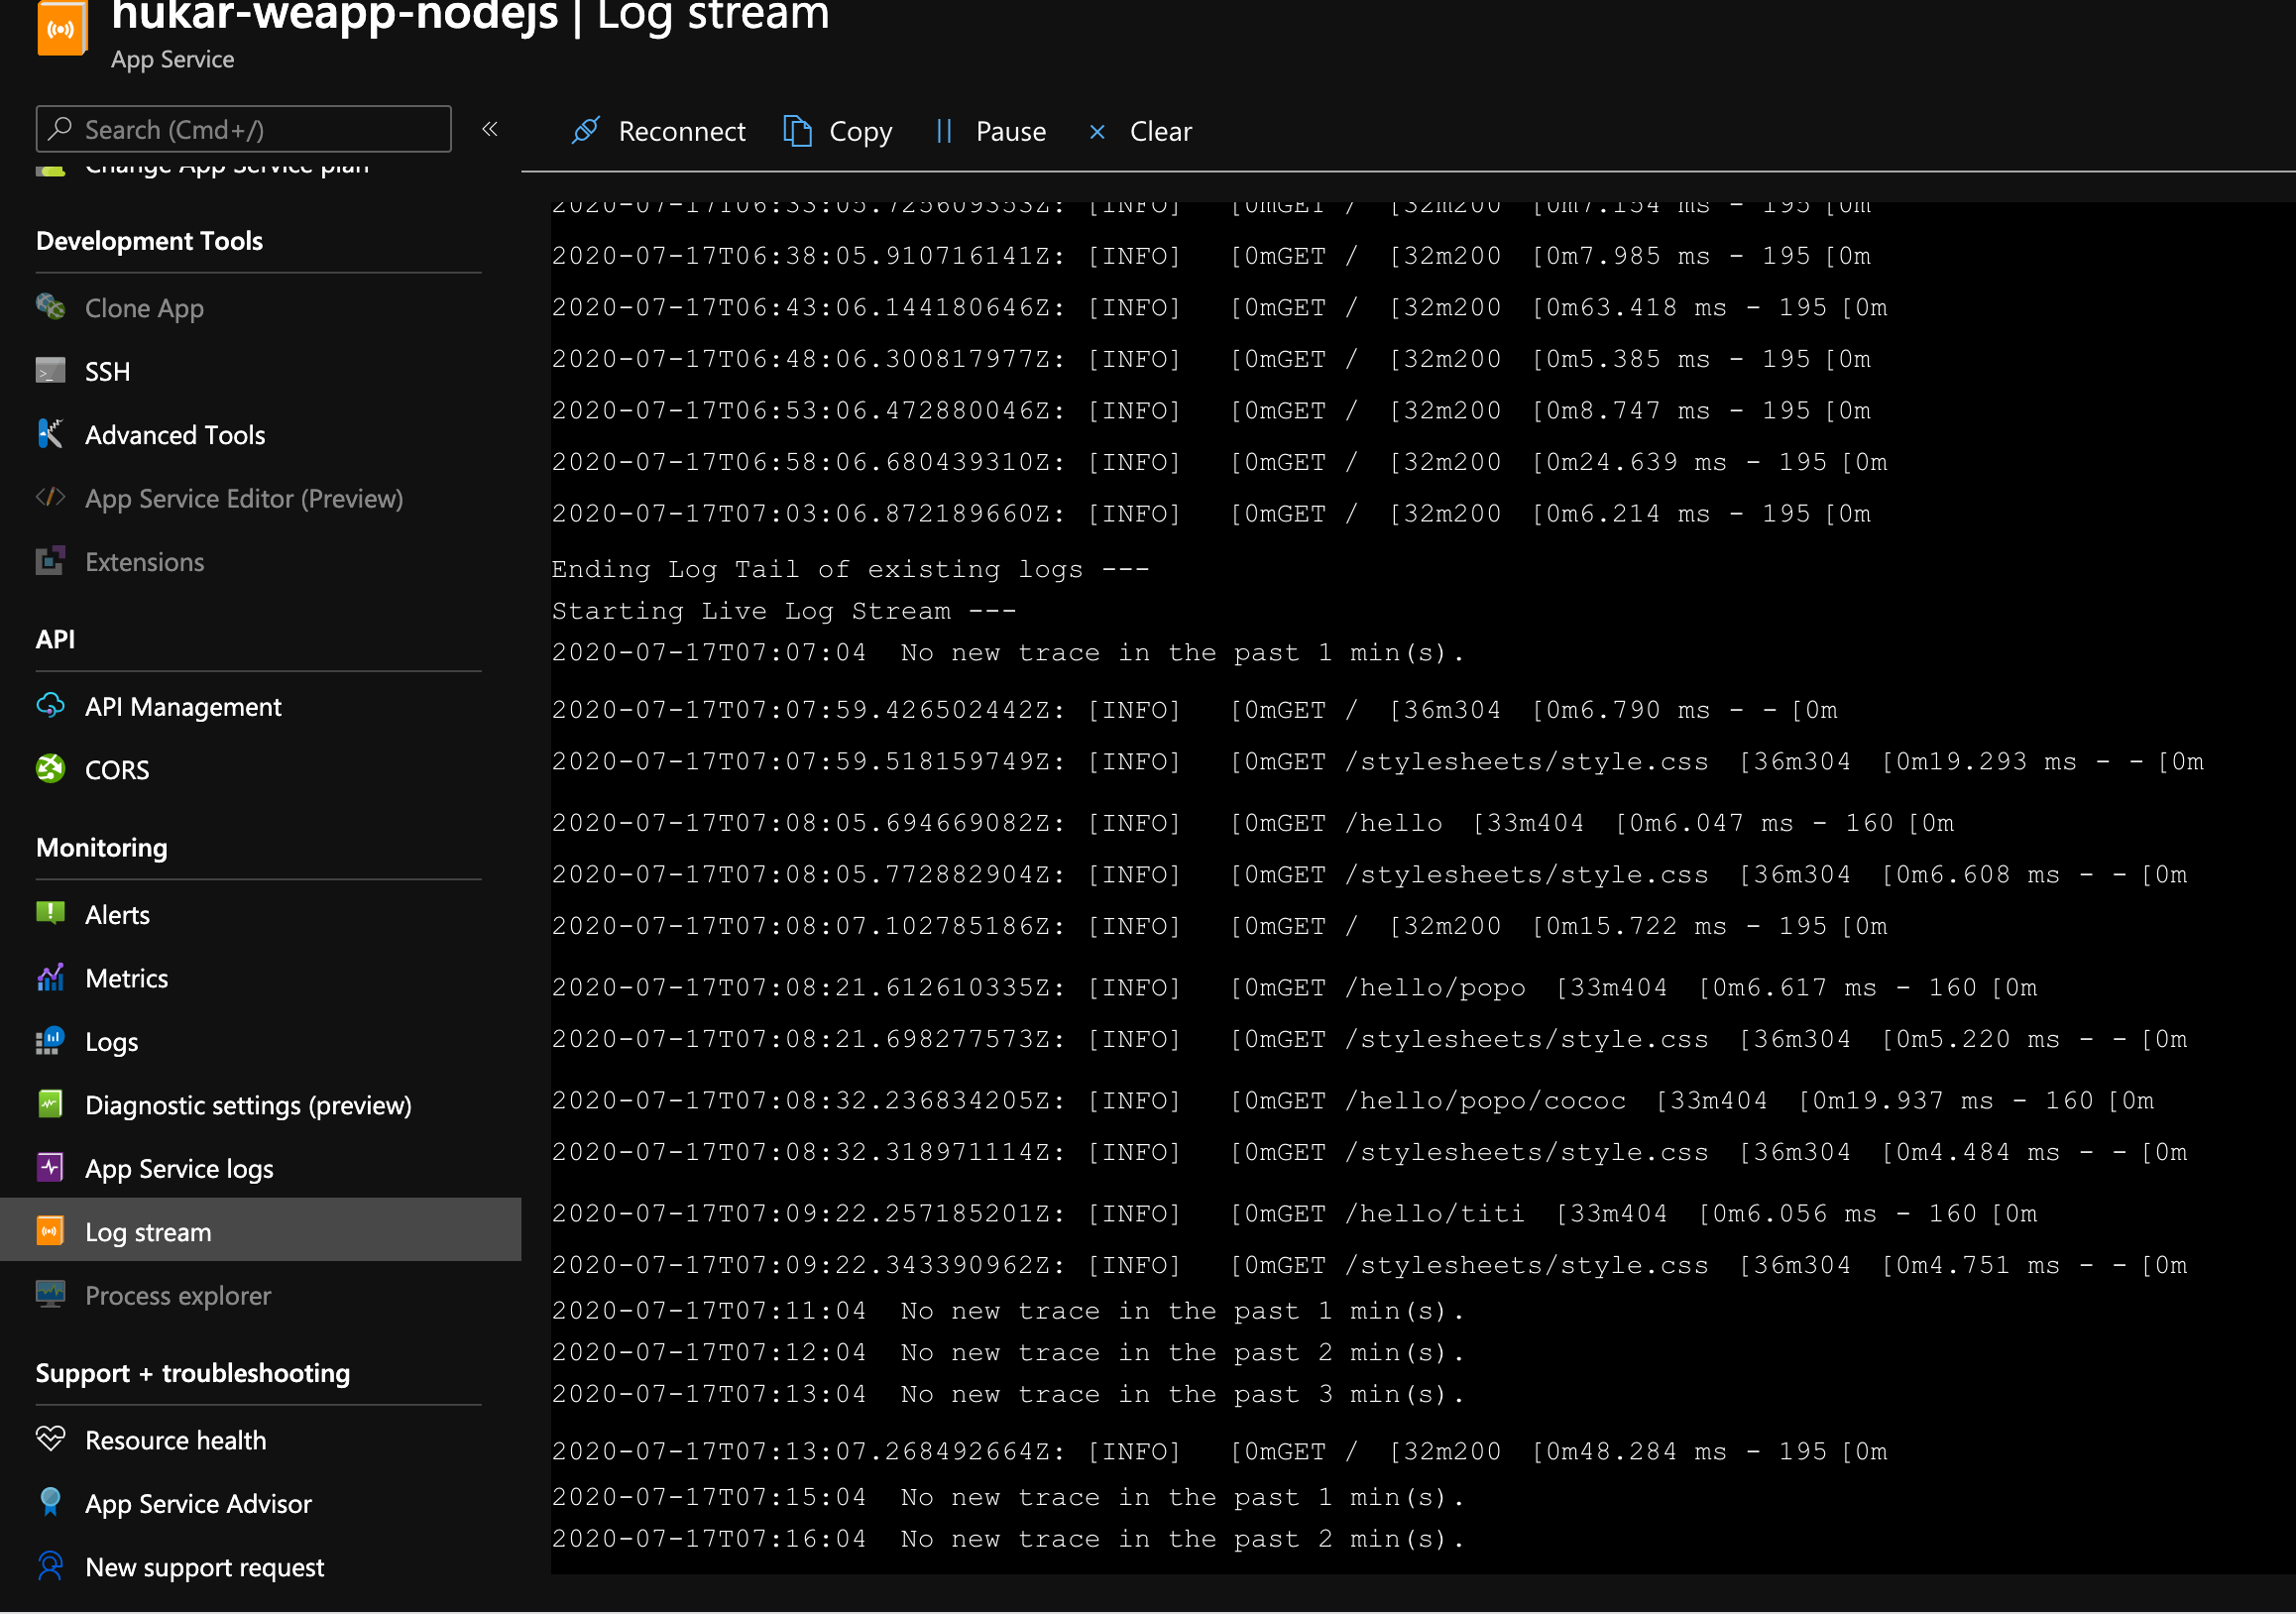 hukar-weapp-nodejs | Log stream
App Service
Search (Cmd+/)
«
Reconnect
Copy
Pause
Clear
Change App Service plan
Development Tools
Clone App
SSH
Advanced Tools
App Service Editor (Preview)
Extensions
API
API Management
CORS
Monitoring
Alerts
Metrics
Logs
Diagnostic settings (preview)
App Service logs
Log stream
Process explorer
Support + troubleshooting
Resource health
App Service Advisor
New support request
2020-07-17T06:33:05.725609353Z: [INFO] [0mGET / [32m200 [0m7.154 ms - 195 [0m
2020-07-17T06:38:05.910716141Z: [INFO] [0mGET / [32m200 [0m7.985 ms - 195 [0m
2020-07-17T06:43:06.144180646Z: [INFO] [0mGET / [32m200 [0m63.418 ms - 195 [0m
2020-07-17T06:48:06.300817977Z: [INFO] [0mGET / [32m200 [0m5.385 ms - 195 [0m
2020-07-17T06:53:06.472880046Z: [INFO] [0mGET / [32m200 [0m8.747 ms - 195 [0m
2020-07-17T06:58:06.680439310Z: [INFO] [0mGET / [32m200 [0m24.639 ms - 195 [0m
2020-07-17T07:03:06.872189660Z: [INFO] [0mGET / [32m200 [0m6.214 ms - 195 [0m
Ending Log Tail of existing logs ---
Starting Live Log Stream ---
2020-07-17T07:07:04 No new trace in the past 1 min(s).
2020-07-17T07:07:59.426502442Z: [INFO] [0mGET / [36m304 [0m6.790 ms - - [0m
2020-07-17T07:07:59.518159749Z: [INFO] [0mGET /stylesheets/style.css [36m304 [0m19.293 ms - - [0m
2020-07-17T07:08:05.694669082Z: [INFO] [0mGET /hello [33m404 [0m6.047 ms - 160 [0m
2020-07-17T07:08:05.772882904Z: [INFO] [0mGET /stylesheets/style.css [36m304 [0m6.608 ms - - [0m
2020-07-17T07:08:07.102785186Z: [INFO] [0mGET / [32m200 [0m15.722 ms - 195 [0m
2020-07-17T07:08:21.612610335Z: [INFO] [0mGET /hello/popo [33m404 [0m6.617 ms - 160 [0m
2020-07-17T07:08:21.698277573Z: [INFO] [0mGET /stylesheets/style.css [36m304 [0m5.220 ms - - [0m
2020-07-17T07:08:32.236834205Z: [INFO] [0mGET /hello/popo/cococ [33m404 [0m19.937 ms - 160 [0m
2020-07-17T07:08:32.318971114Z: [INFO] [0mGET /stylesheets/style.css [36m304 [0m4.484 ms - - [0m
2020-07-17T07:09:22.257185201Z: [INFO] [0mGET /hello/titi [33m404 [0m6.056 ms - 160 [0m
2020-07-17T07:09:22.343390962Z: [INFO] [0mGET /stylesheets/style.css [36m304 [0m4.751 ms - - [0m
2020-07-17T07:11:04 No new trace in the past 1 min(s).
2020-07-17T07:12:04 No new trace in the past 2 min(s).
2020-07-17T07:13:04 No new trace in the past 3 min(s).
2020-07-17T07:13:07.268492664Z: [INFO] [0mGET / [32m200 [0m48.284 ms - 195 [0m
2020-07-17T07:15:04 No new trace in the past 1 min(s).
2020-07-17T07:16:04 No new trace in the past 2 min(s).